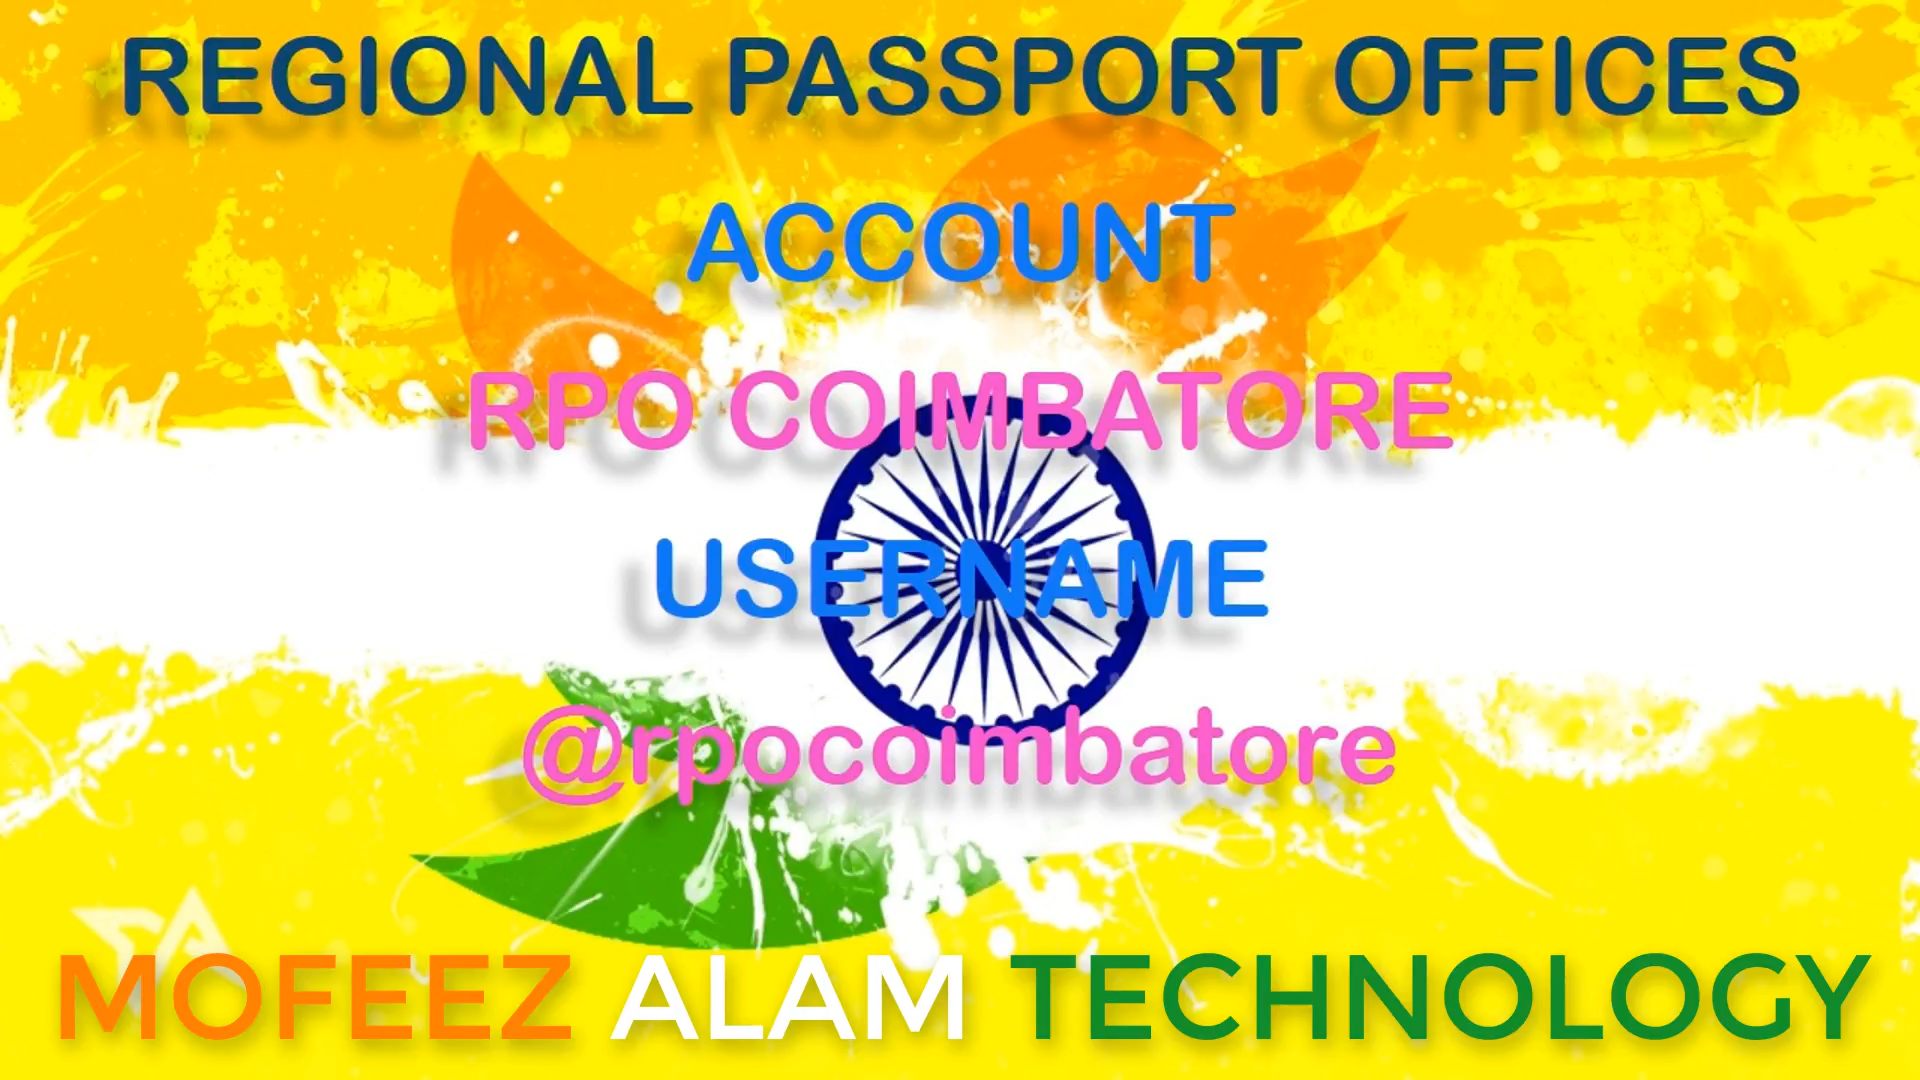 REGIONAL PASSPORT OFFICES
ACCOUNT
RPO COIMBATORE
USERNAME
@rpocoimbatore
MOFEEZ ALAM TECHNOLOGY